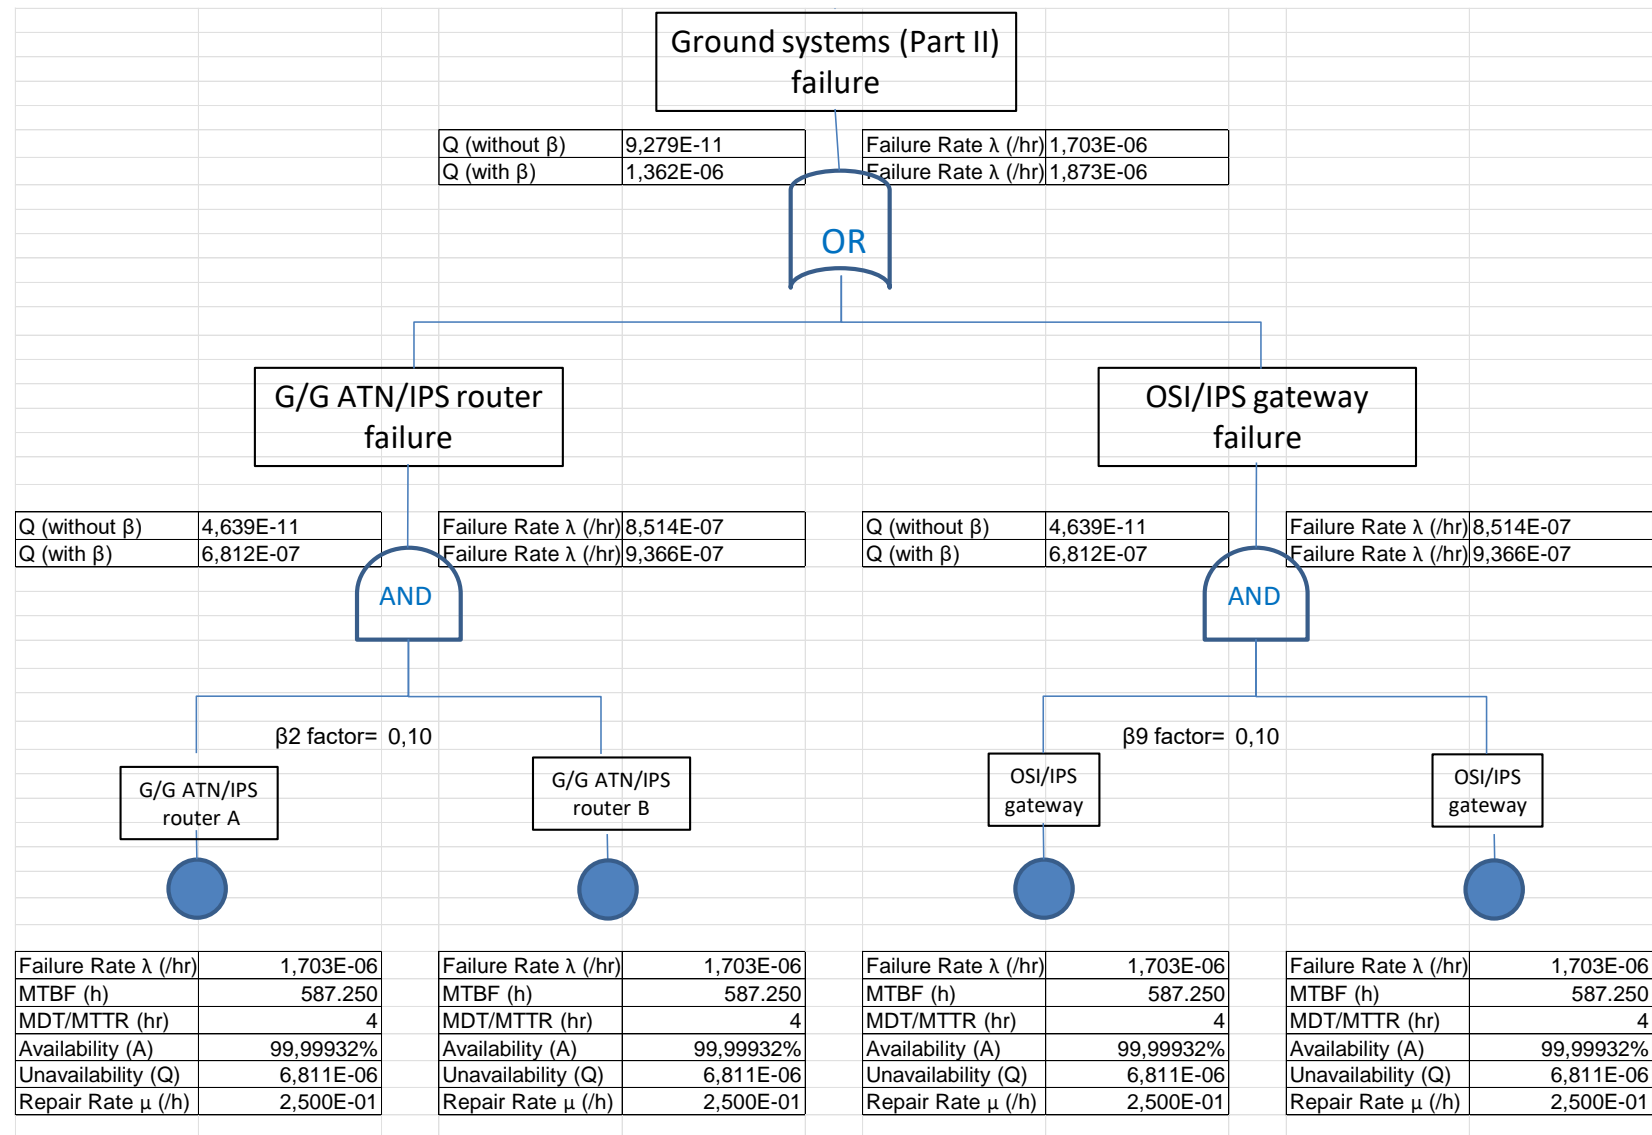 Ground systems (Part II)
failure
Q (without β) 9,279E-11 Failure Rate λ (/hr) 1,703E-06
Q (with β) 1,362E-06 Failure Rate λ (/hr) 1,873E-06
OR
G/G ATN/IPS router
failure
OSI/IPS gateway
failure
Q (without β) 4,639E-11 Failure Rate λ (/hr) 8,514E-07 Q (without β) 4,639E-11 Failure Rate λ (/hr) 8,514E-07
Q (with β) 6,812E-07 Failure Rate λ (/hr) 9,366E-07 Q (with β) 6,812E-07 Failure Rate λ (/hr) 9,366E-07
AND AND
β2 factor= 0,10 β9 factor= 0,10
G/G ATN/IPS
router A
G/G ATN/IPS
router B
OSI/IPS
gateway
OSI/IPS
gateway
Failure Rate λ (/hr) 1,703E-06 Failure Rate λ (/hr) 1,703E-06 Failure Rate λ (/hr) 1,703E-06 Failure Rate λ (/hr) 1,703E-06
MTBF (h) 587.250 MTBF (h) 587.250 MTBF (h) 587.250 MTBF (h) 587.250
MDT/MTTR (hr) 4 MDT/MTTR (hr) 4 MDT/MTTR (hr) 4 MDT/MTTR (hr) 4
Availability (A) 99,99932% Availability (A) 99,99932% Availability (A) 99,99932% Availability (A) 99,99932%
Unavailability (Q) 6,811E-06 Unavailability (Q) 6,811E-06 Unavailability (Q) 6,811E-06 Unavailability (Q) 6,811E-06
Repair Rate μ (/h) 2,500E-01 Repair Rate μ (/h) 2,500E-01 Repair Rate μ (/h) 2,500E-01 Repair Rate μ (/h) 2,500E-01